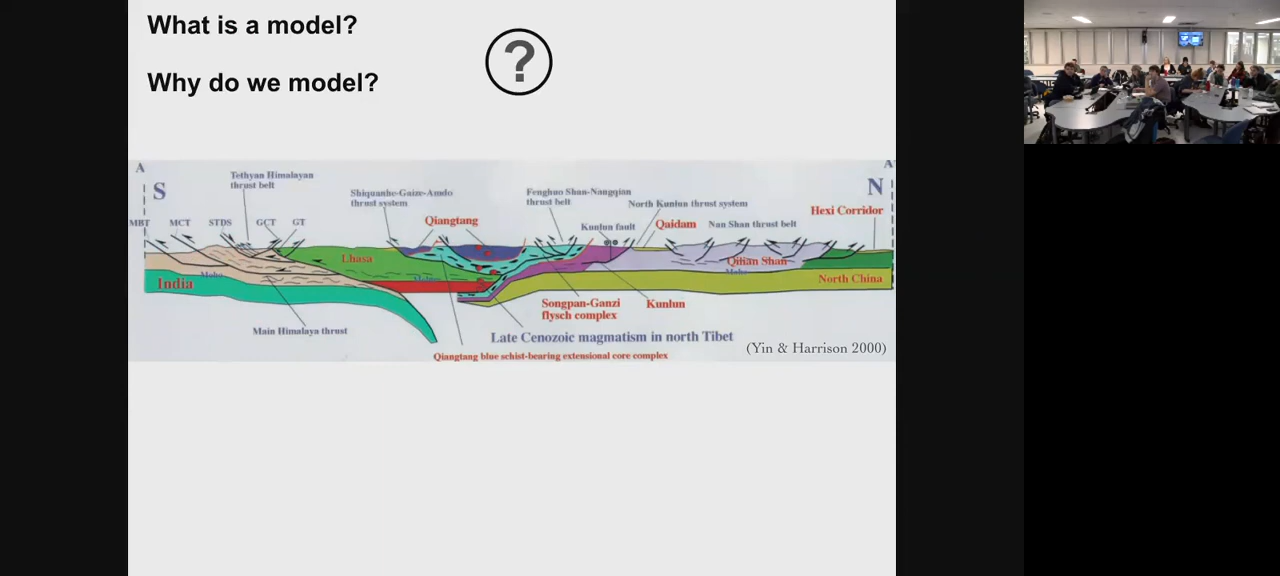 What is a model?
?
Why do we model?
A
A'
S
N
Tethyan Himalayan
thrust belt
Shiquanhe-Gaize-Amdo
thrust system
Fenghuo Shan-Nangqian
thrust belt
North Kunlun thrust system
Hexi Corridor
MBT MCT STDS GCT GT
Qiangtang
Kunlun fault
Qaidam
Nan Shan thrust belt
Lhasa
Qilian Shan
Moho
Moho
India
North China
Main Himalaya thrust
Songpan-Ganzi
flysch complex
Kunlun
Late Cenozoic magmatism in north Tibet
(Yin & Harrison 2000)
Qiangtang blue schist-bearing extensional core complex